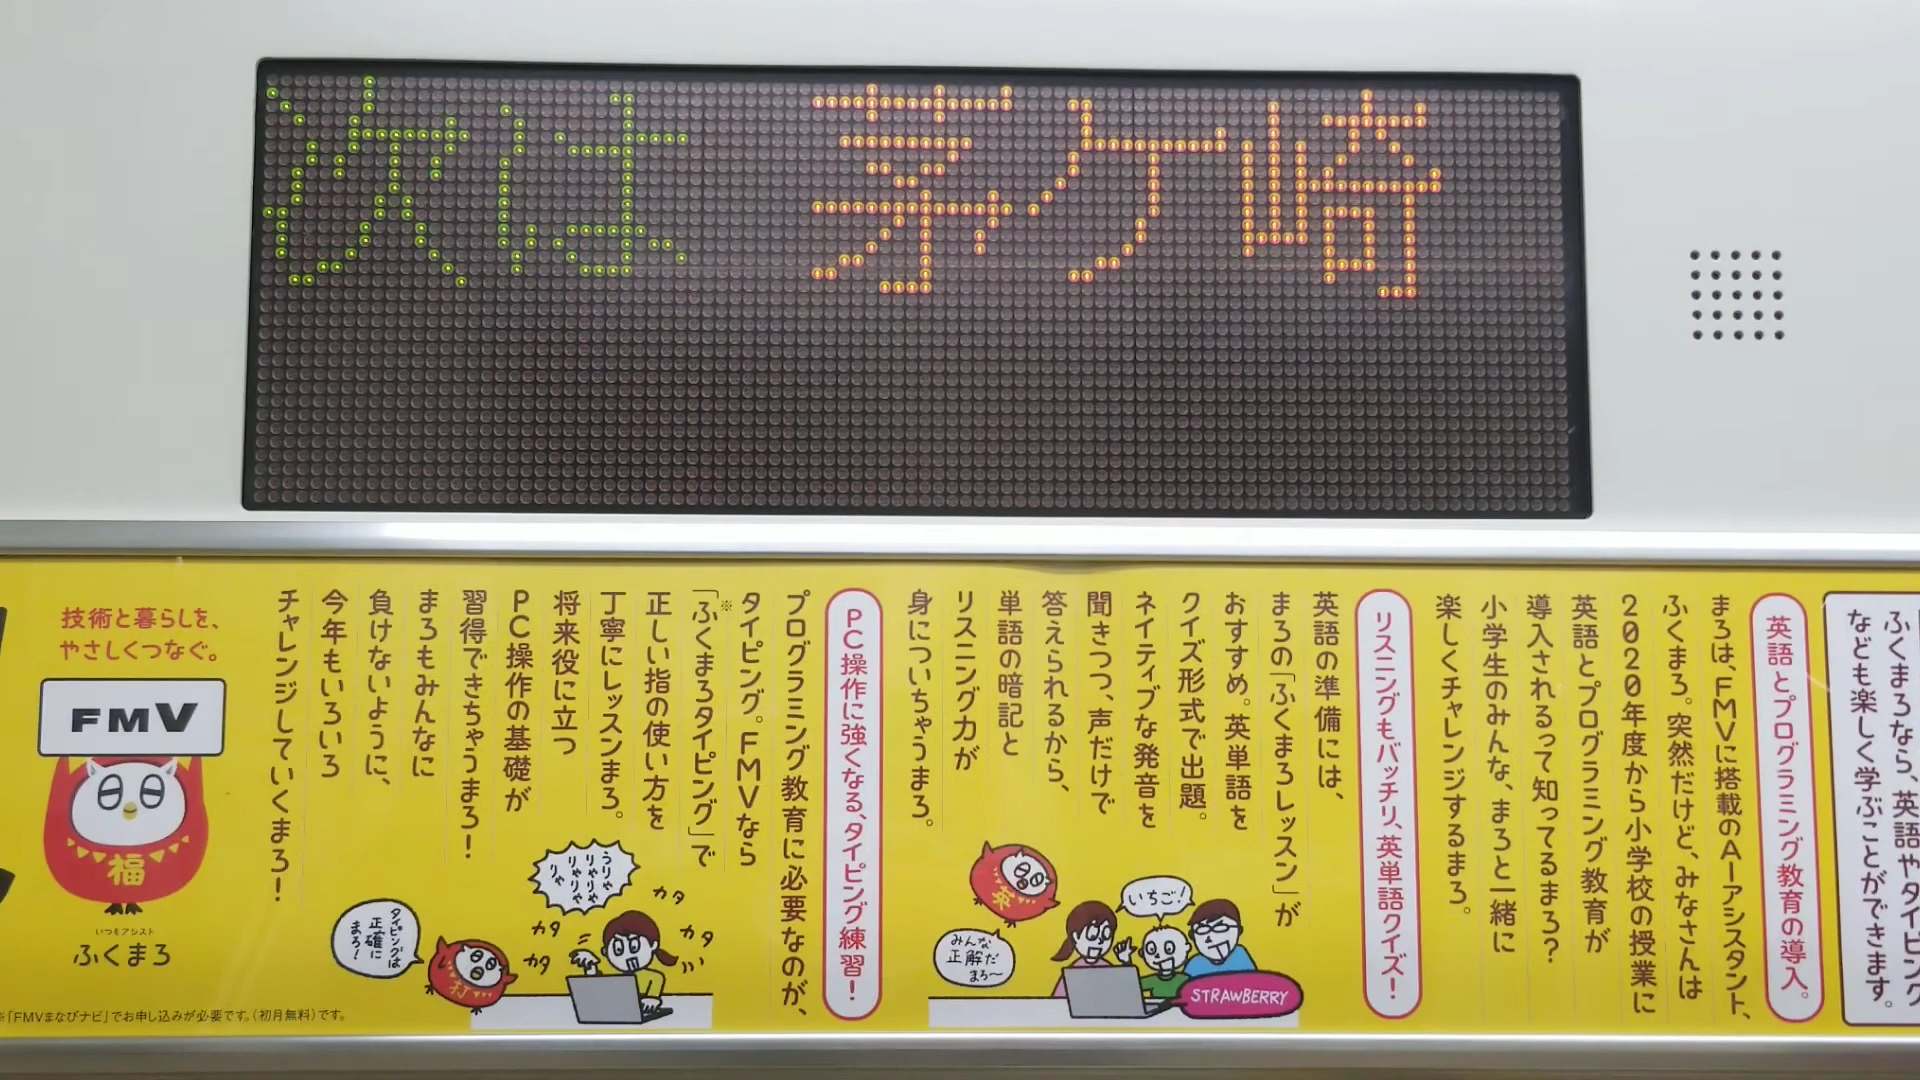 次は 茅ケ崎
ふくまろなら、英語やタイピング
なども楽しく学ぶことができます。
英語とプログラミング教育の導入。
まろは、FMVに搭載のAIアシスタント、
ふくまろ。突然だけど、みなさんは
2020年度から小学校の授業に
英語とプログラミング教育が
導入されるって知ってるまろ?
小学生のみんな、まろと一緒に
楽しくチャレンジするまろ。
リスニングもバッチリ、英単語クイズ!
英語の準備には、
まろの「ふくまろレッスン」が
おすすめ。英単語を
クイズ形式で出題。
ネイティブな発音を
聞きつつ、声だけで
答えられるから、
単語の暗記と
リスニング力が
身についちゃうまろ。
英
みんな
正解だ
まろ〜
いちご!
STRAWBERRY
PC操作に強くなる、タイピング練習!
プログラミング教育に必要なのが、
タイピング。FMVなら
「ふくまろタイピング」で
※
正しい指の使い方を
丁寧にレッスンまろ。
将来役に立つ
PC操作の基礎が
習得できちゃうまろ!
まろもみんなに
負けないように、
今年もいろいろ
チャレンジしていくまろ!
うりゃ
りゃりゃ
りゃりゃ
りゃ
カタ
カタ
カタ
カタ
タイピングは
正確に
まろ!
打
技術と暮らしを、
やさしくつなぐ。
FMV
福
いつもアシスト
ふくまろ
※「FMVまなびナビ」でお申し込みが必要です。(初月無料)です。